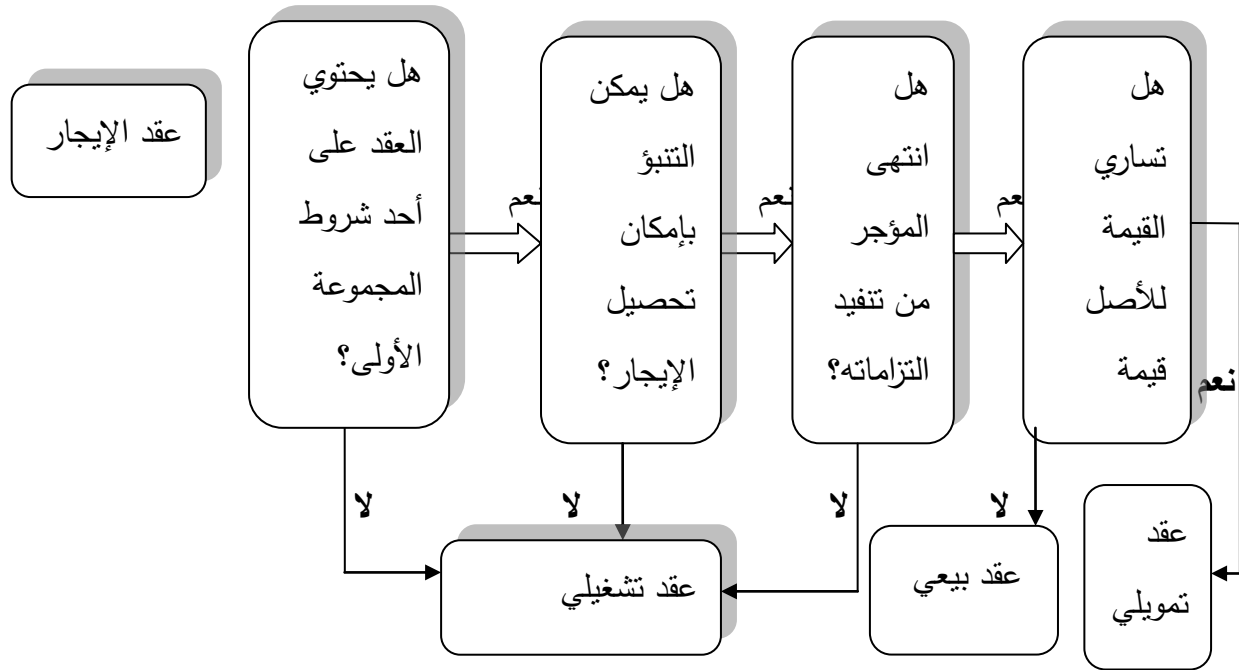 عقد الإيجار
هل يحتوي
العقد على
أحد شروط
المجموعة
الأولى؟
نعم
هل يمكن
التنبؤ
بإمكان
تحصيل
الإيجار؟
نعم
هل
انتهى
المؤجر
من تنفيد
التزاماته؟
نعم
هل
تساري
القيمة
للأصل
قيمة
نعم
لا
لا
لا
لا
عقد تشغيلي
عقد بيعي
عقد
تمويلي